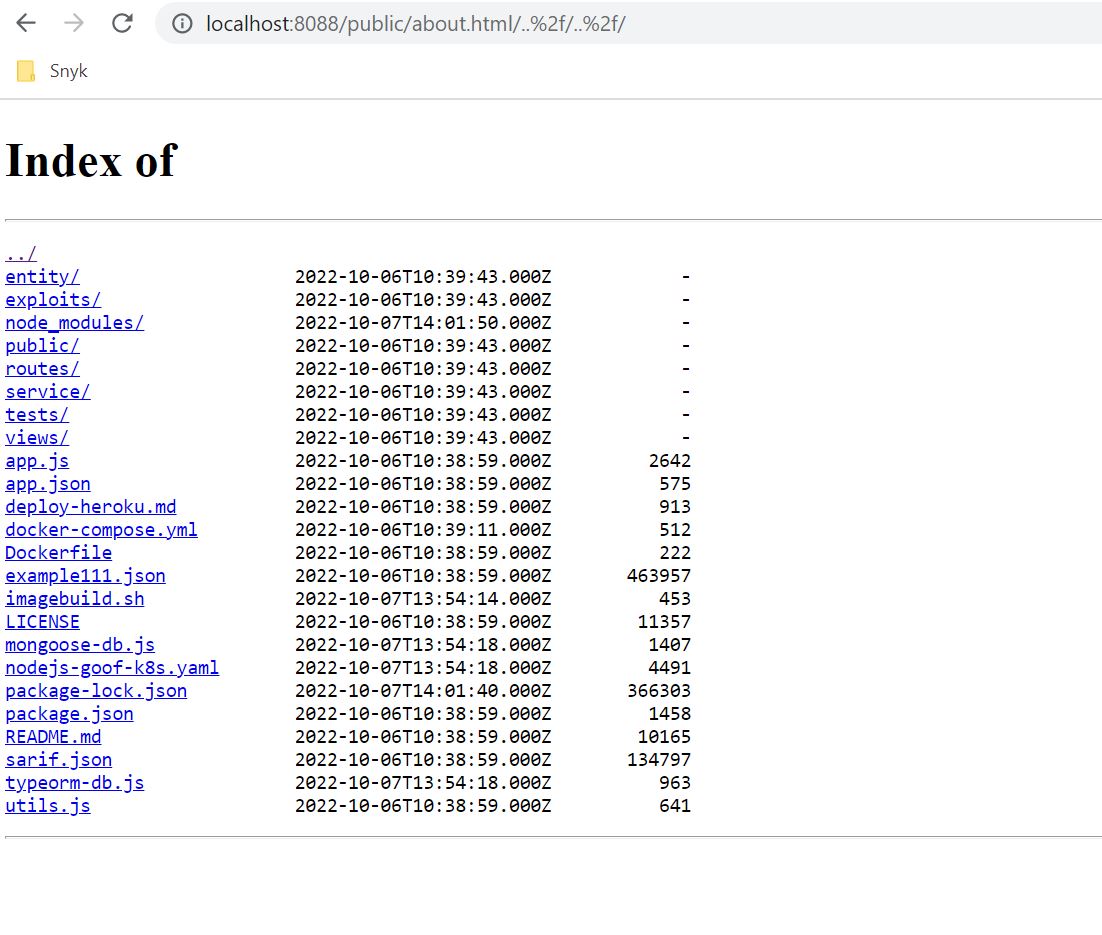 localhost:8088/public/about.html/..%2f/..%2f/
Snyk
Index of
../
entity/ 2022-10-06T10:39:43.000Z -
exploits/ 2022-10-06T10:39:43.000Z -
node_modules/ 2022-10-07T14:01:50.000Z -
public/ 2022-10-06T10:39:43.000Z -
routes/ 2022-10-06T10:39:43.000Z -
service/ 2022-10-06T10:39:43.000Z -
tests/ 2022-10-06T10:39:43.000Z -
views/ 2022-10-06T10:39:43.000Z -
app.js 2022-10-06T10:38:59.000Z 2642
app.json 2022-10-06T10:38:59.000Z 575
deploy-heroku.md 2022-10-06T10:38:59.000Z 913
docker-compose.yml 2022-10-06T10:39:11.000Z 512
Dockerfile 2022-10-06T10:38:59.000Z 222
example111.json 2022-10-06T10:38:59.000Z 463957
imagebuild.sh 2022-10-07T13:54:14.000Z 453
LICENSE 2022-10-06T10:38:59.000Z 11357
mongoose-db.js 2022-10-07T13:54:18.000Z 1407
nodejs-goof-k8s.yaml 2022-10-07T13:54:18.000Z 4491
package-lock.json 2022-10-07T14:01:40.000Z 366303
package.json 2022-10-06T10:38:59.000Z 1458
README.md 2022-10-06T10:38:59.000Z 10165
sarif.json 2022-10-06T10:38:59.000Z 134797
typeorm-db.js 2022-10-07T13:54:18.000Z 963
utils.js 2022-10-06T10:38:59.000Z 641